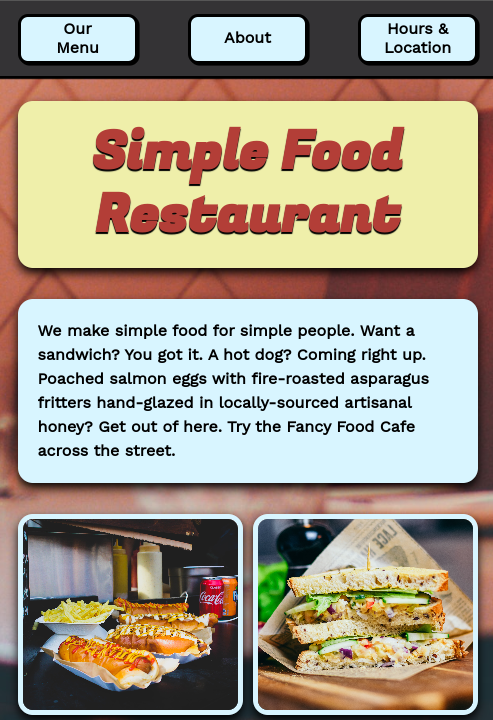 Our
Menu
About
Hours &
Location
Simple Food
Restaurant
We make simple food for simple people. Want a
sandwich? You got it. A hot dog? Coming right up.
Poached salmon eggs with fire-roasted asparagus
fritters hand-glazed in locally-sourced artisanal
honey? Get out of here. Try the Fancy Food Cafe
across the street.
Coca-Cola